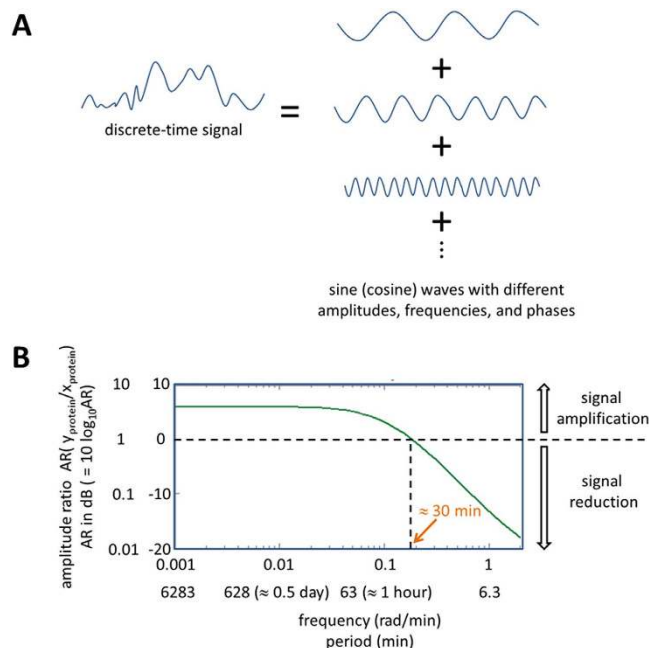 A
discrete-time signal
=
+
+
+
⋮
sine (cosine) waves with different
amplitudes, frequencies, and phases
B
amplitude ratio AR(yprotein/xprotein)
AR in dB ( = 10 log10AR)
10 10
1 0
0.1 -10
0.01 -20
≈ 30 min
signal
amplification
signal
reduction
0.001 0.01 0.1 1
6283 628 (≈ 0.5 day) 63 (≈ 1 hour) 6.3
frequency (rad/min)
period (min)